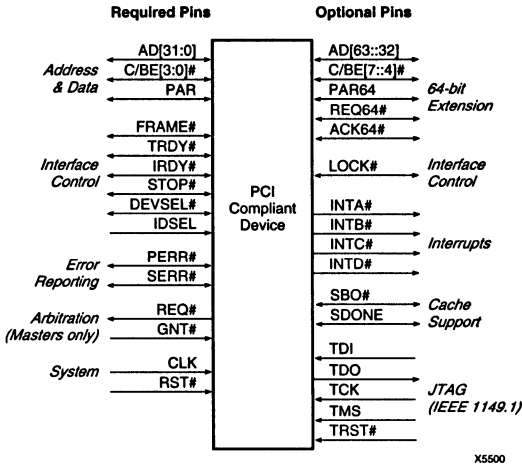 Required Pins
Optional Pins
Address
& Data
AD[31:0]
C/BE[3:0]#
PAR
Interface
Control
FRAME#
TRDY#
IRDY#
STOP#
DEVSEL#
IDSEL
Error
Reporting
PERR#
SERR#
Arbitration
(Masters only)
REQ#
GNT#
System
CLK
RST#
PCI
Compliant
Device
AD[63::32]
C/BE[7::4]#
PAR64
REQ64#
ACK64#
64-bit
Extension
LOCK#
Interface
Control
INTA#
INTB#
INTC#
INTD#
Interrupts
SBO#
SDONE
Cache
Support
TDI
TDO
TCK
TMS
TRST#
JTAG
(IEEE 1149.1)
X5500